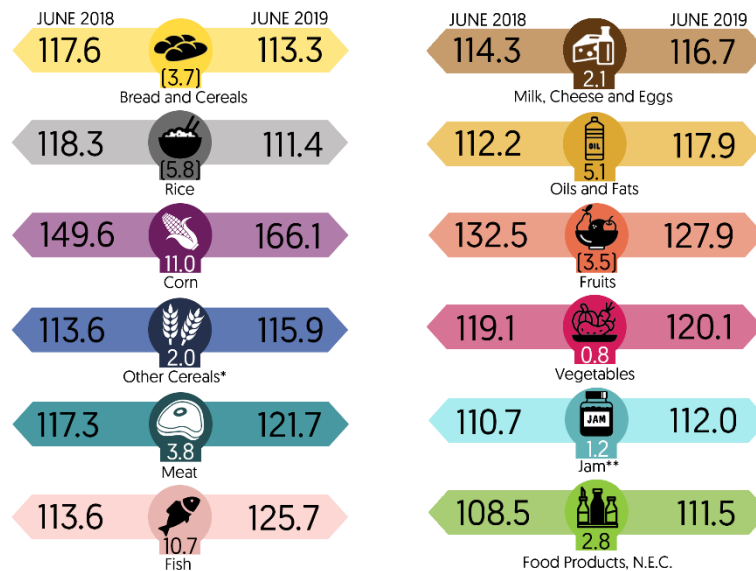 JUNE 2018 JUNE 2019
117.6 113.3
(3.7)
Bread and Cereals
118.3 111.4
(5.8)
Rice
149.6 166.1
11.0
Corn
113.6 115.9
2.0
Other Cereals*
117.3 121.7
3.8
Meat
113.6 125.7
10.7
Fish
JUNE 2018 JUNE 2019
114.3 116.7
2.1
Milk, Cheese and Eggs
OIL
112.2 117.9
5.1
Oils and Fats
132.5 127.9
(3.5)
Fruits
119.1 120.1
0.8
Vegetables
JAM
110.7 112.0
1.2
Jam**
108.5 111.5
2.8
Food Products, N.E.C.